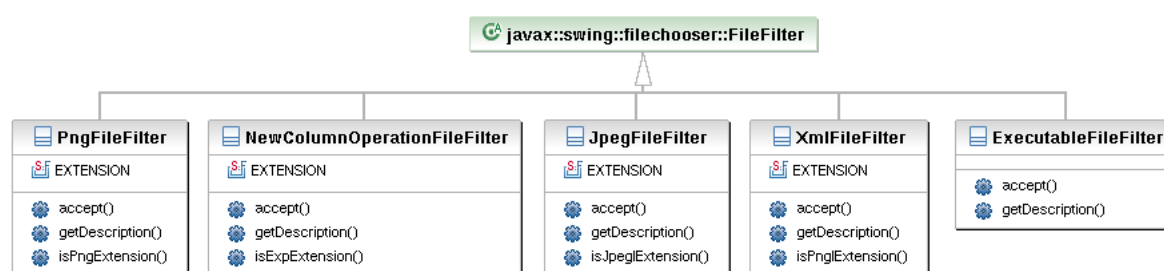 javax::swing::filechooser::FileFilter
PngFileFilter
EXTENSION
accept()
getDescription()
isPngExtension()
NewColumnOperationFileFilter
EXTENSION
accept()
getDescription()
isExpExtension()
JpegFileFilter
EXTENSION
accept()
getDescription()
isJpeglExtension()
XmlFileFilter
EXTENSION
accept()
getDescription()
isPnglExtension()
ExecutableFileFilter
accept()
getDescription()